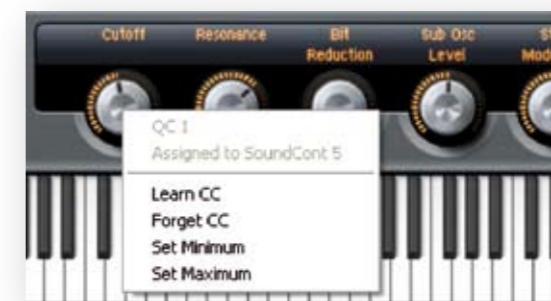 Cutoff Resonance Bit Reduction Sub Osc Level
QC 1
Assigned to SoundCont 5
Learn CC
Forget CC
Set Minimum
Set Maximum